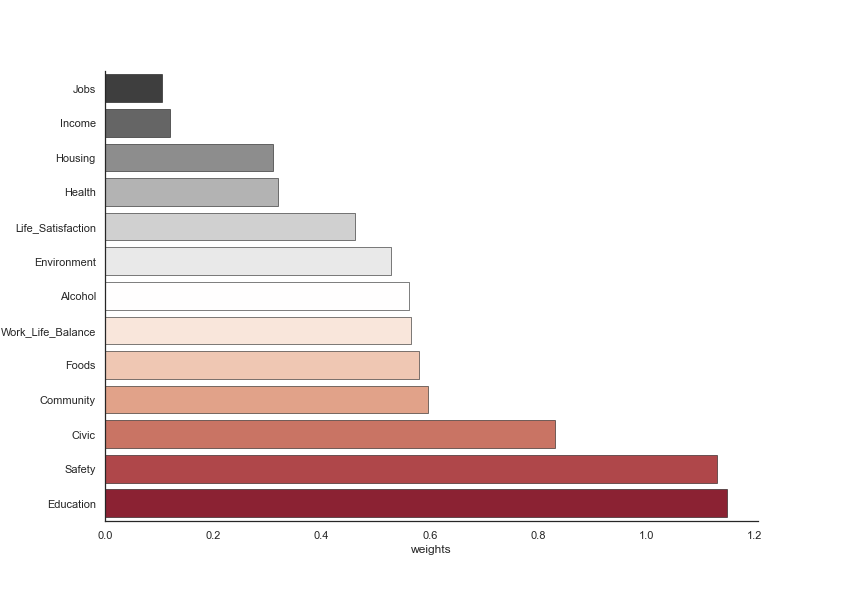 Jobs
Income
Housing
Health
Life_Satisfaction
Environment
Alcohol
Work_Life_Balance
Foods
Community
Civic
Safety
Education
0.0 0.2 0.4 0.6 0.8 1.0 1.2
weights